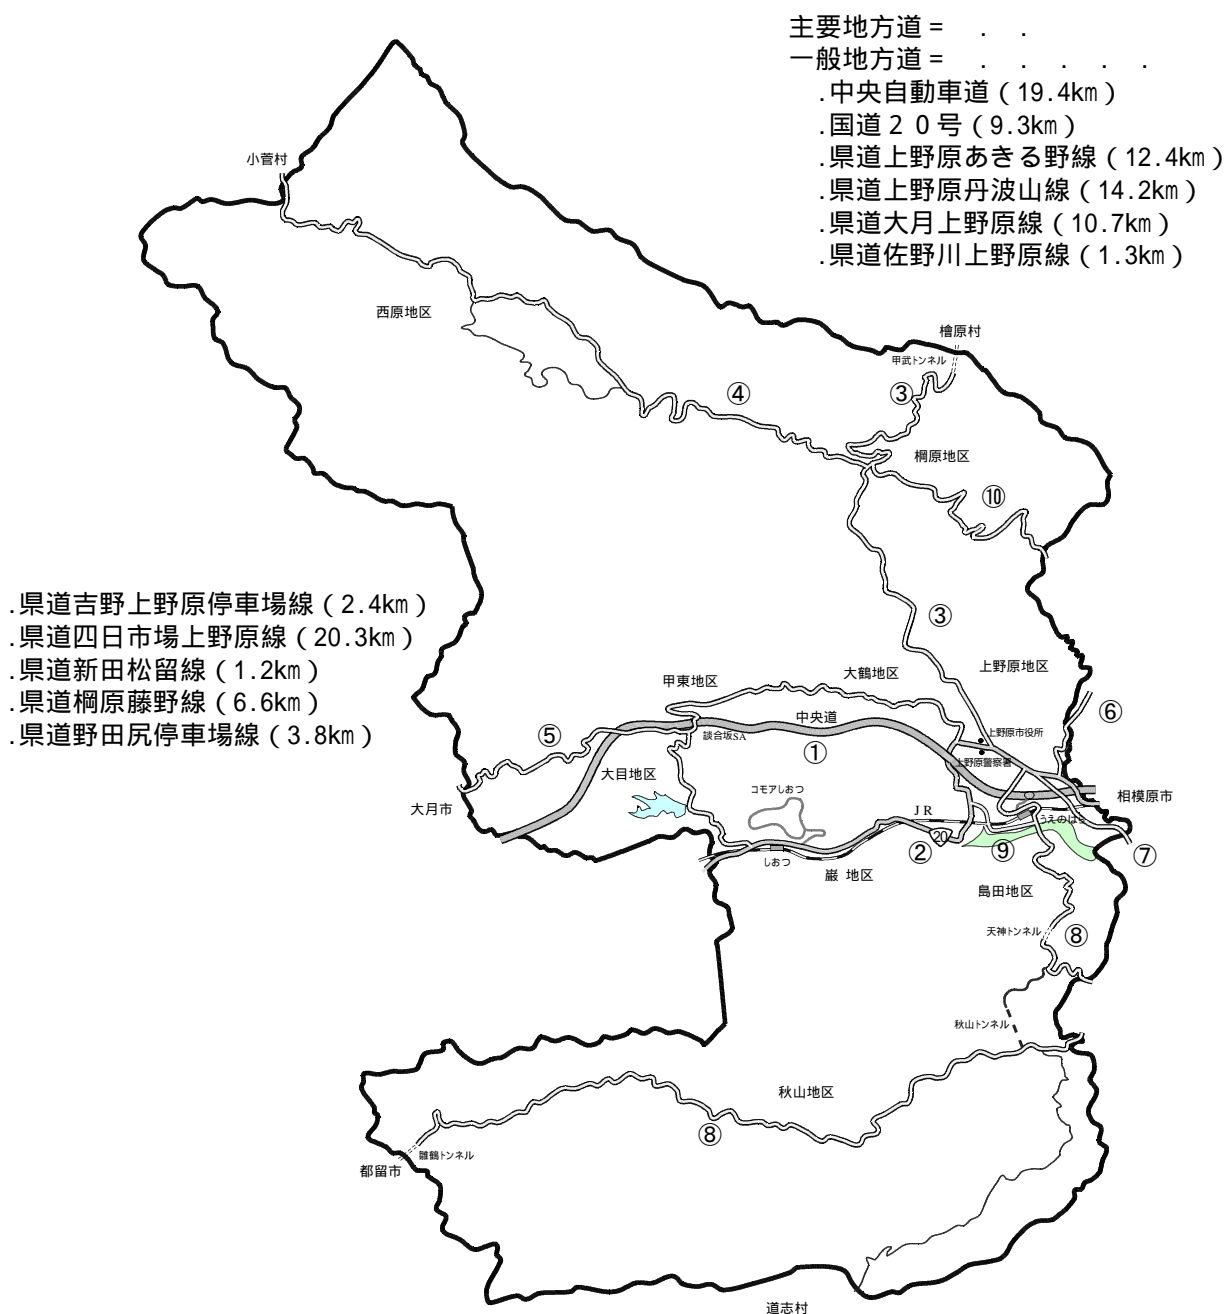 主要地方道 = . .
一般地方道 = . . . . .
.中央自動車道(19.4km)
.国道20号(9.3km)
.県道上野原あきる野線(12.4km)
.県道上野原丹波山線(14.2km)
.県道大月上野原線(10.7km)
.県道佐野川上野原線(1.3km)
小菅村
西原地区
檜原村
甲武トンネル
④
③
棡原地区
⑩
.県道吉野上野原停車場線(2.4km)
.県道四日市場上野原線(20.3km)
.県道新田松留線(1.2km)
.県道棡原藤野線(6.6km)
.県道野田尻停車場線(3.8km)
③
上野原地区
大鶴地区
甲東地区
⑥
中央道
⑤
談合坂SA
①
上野原市役所
上野原警察署
大目地区
コモアしおつ
相模原市
大月市
JR
うえのはら
20
②
⑨
⑦
しおつ
巌 地区
島田地区
天神トンネル
⑧
秋山トンネル
秋山地区
⑧
雛鶴トンネル
都留市
道志村